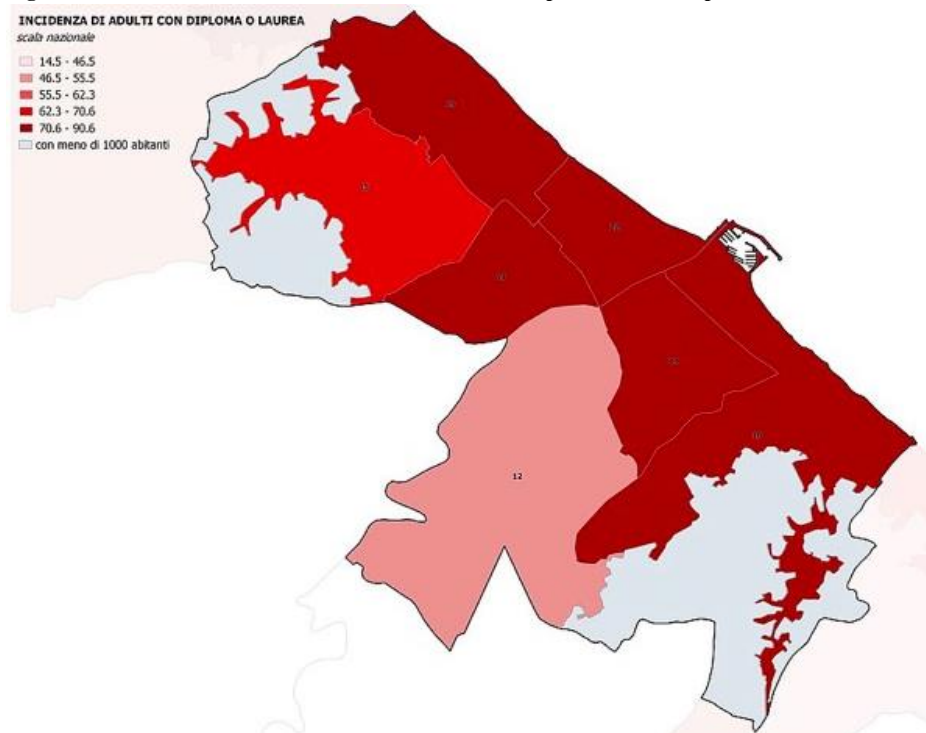 INCIDENZA DI ADULTI CON DIPLOMA O LAUREA
scala nazionale
14.5 - 46.5
46.5 - 55.5
55.5 - 62.3
62.3 - 70.6
70.6 - 90.6
con meno di 1000 abitanti
12